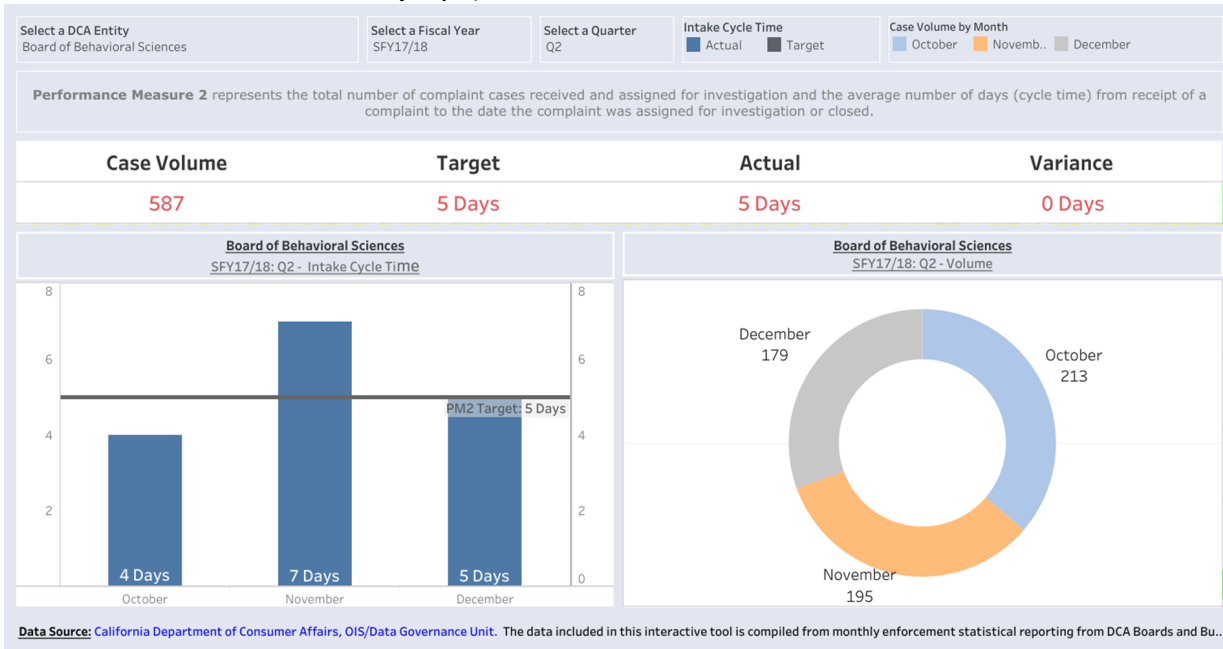 Select a DCA Entity
Board of Behavioral Sciences
Select a Fiscal Year
SFY17/18
Select a Quarter
Q2
Intake Cycle Time
Actual
Target
Case Volume by Month
October
Novemb..
December
Performance Measure 2 represents the total number of complaint cases received and assigned for investigation and the average number of days (cycle time) from receipt of a
complaint to the date the complaint was assigned for investigation or closed.
Case Volume
Target
Actual
Variance
587
5 Days
5 Days
0 Days
Board of Behavioral Sciences
SFY17/18: Q2 - Intake Cycle Time
8
6
4
2
8
6
4
2
0
PM2 Target: 5 Days
4 Days
7 Days
5 Days
October
November
December
Board of Behavioral Sciences
SFY17/18: Q2 - Volume
December
179
October
213
November
195
Data Source: California Department of Consumer Affairs, OIS/Data Governance Unit. The data included in this interactive tool is compiled from monthly enforcement statistical reporting from DCA Boards and Bu..